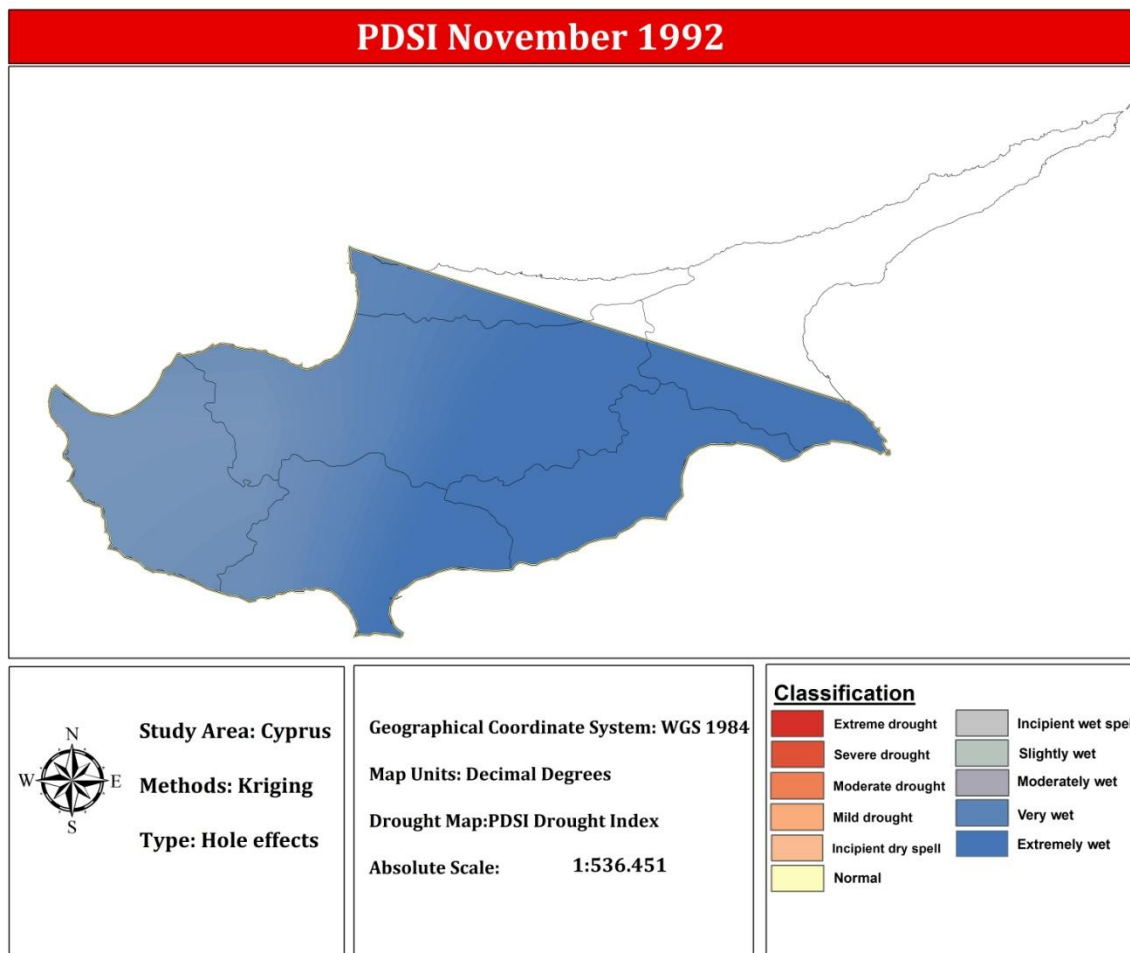 PDSI November 1992
N
W
E
S
Study Area: Cyprus
Methods: Kriging
Type: Hole effects
Geographical Coordinate System: WGS 1984
Map Units: Decimal Degrees
Drought Map:PDSI Drought Index
Absolute Scale: 1:536.451
Classification
Extreme drought
Severe drought
Moderate drought
Mild drought
Incipient dry spell
Normal
Incipient wet spel
Slightly wet
Moderately wet
Very wet
Extremely wet